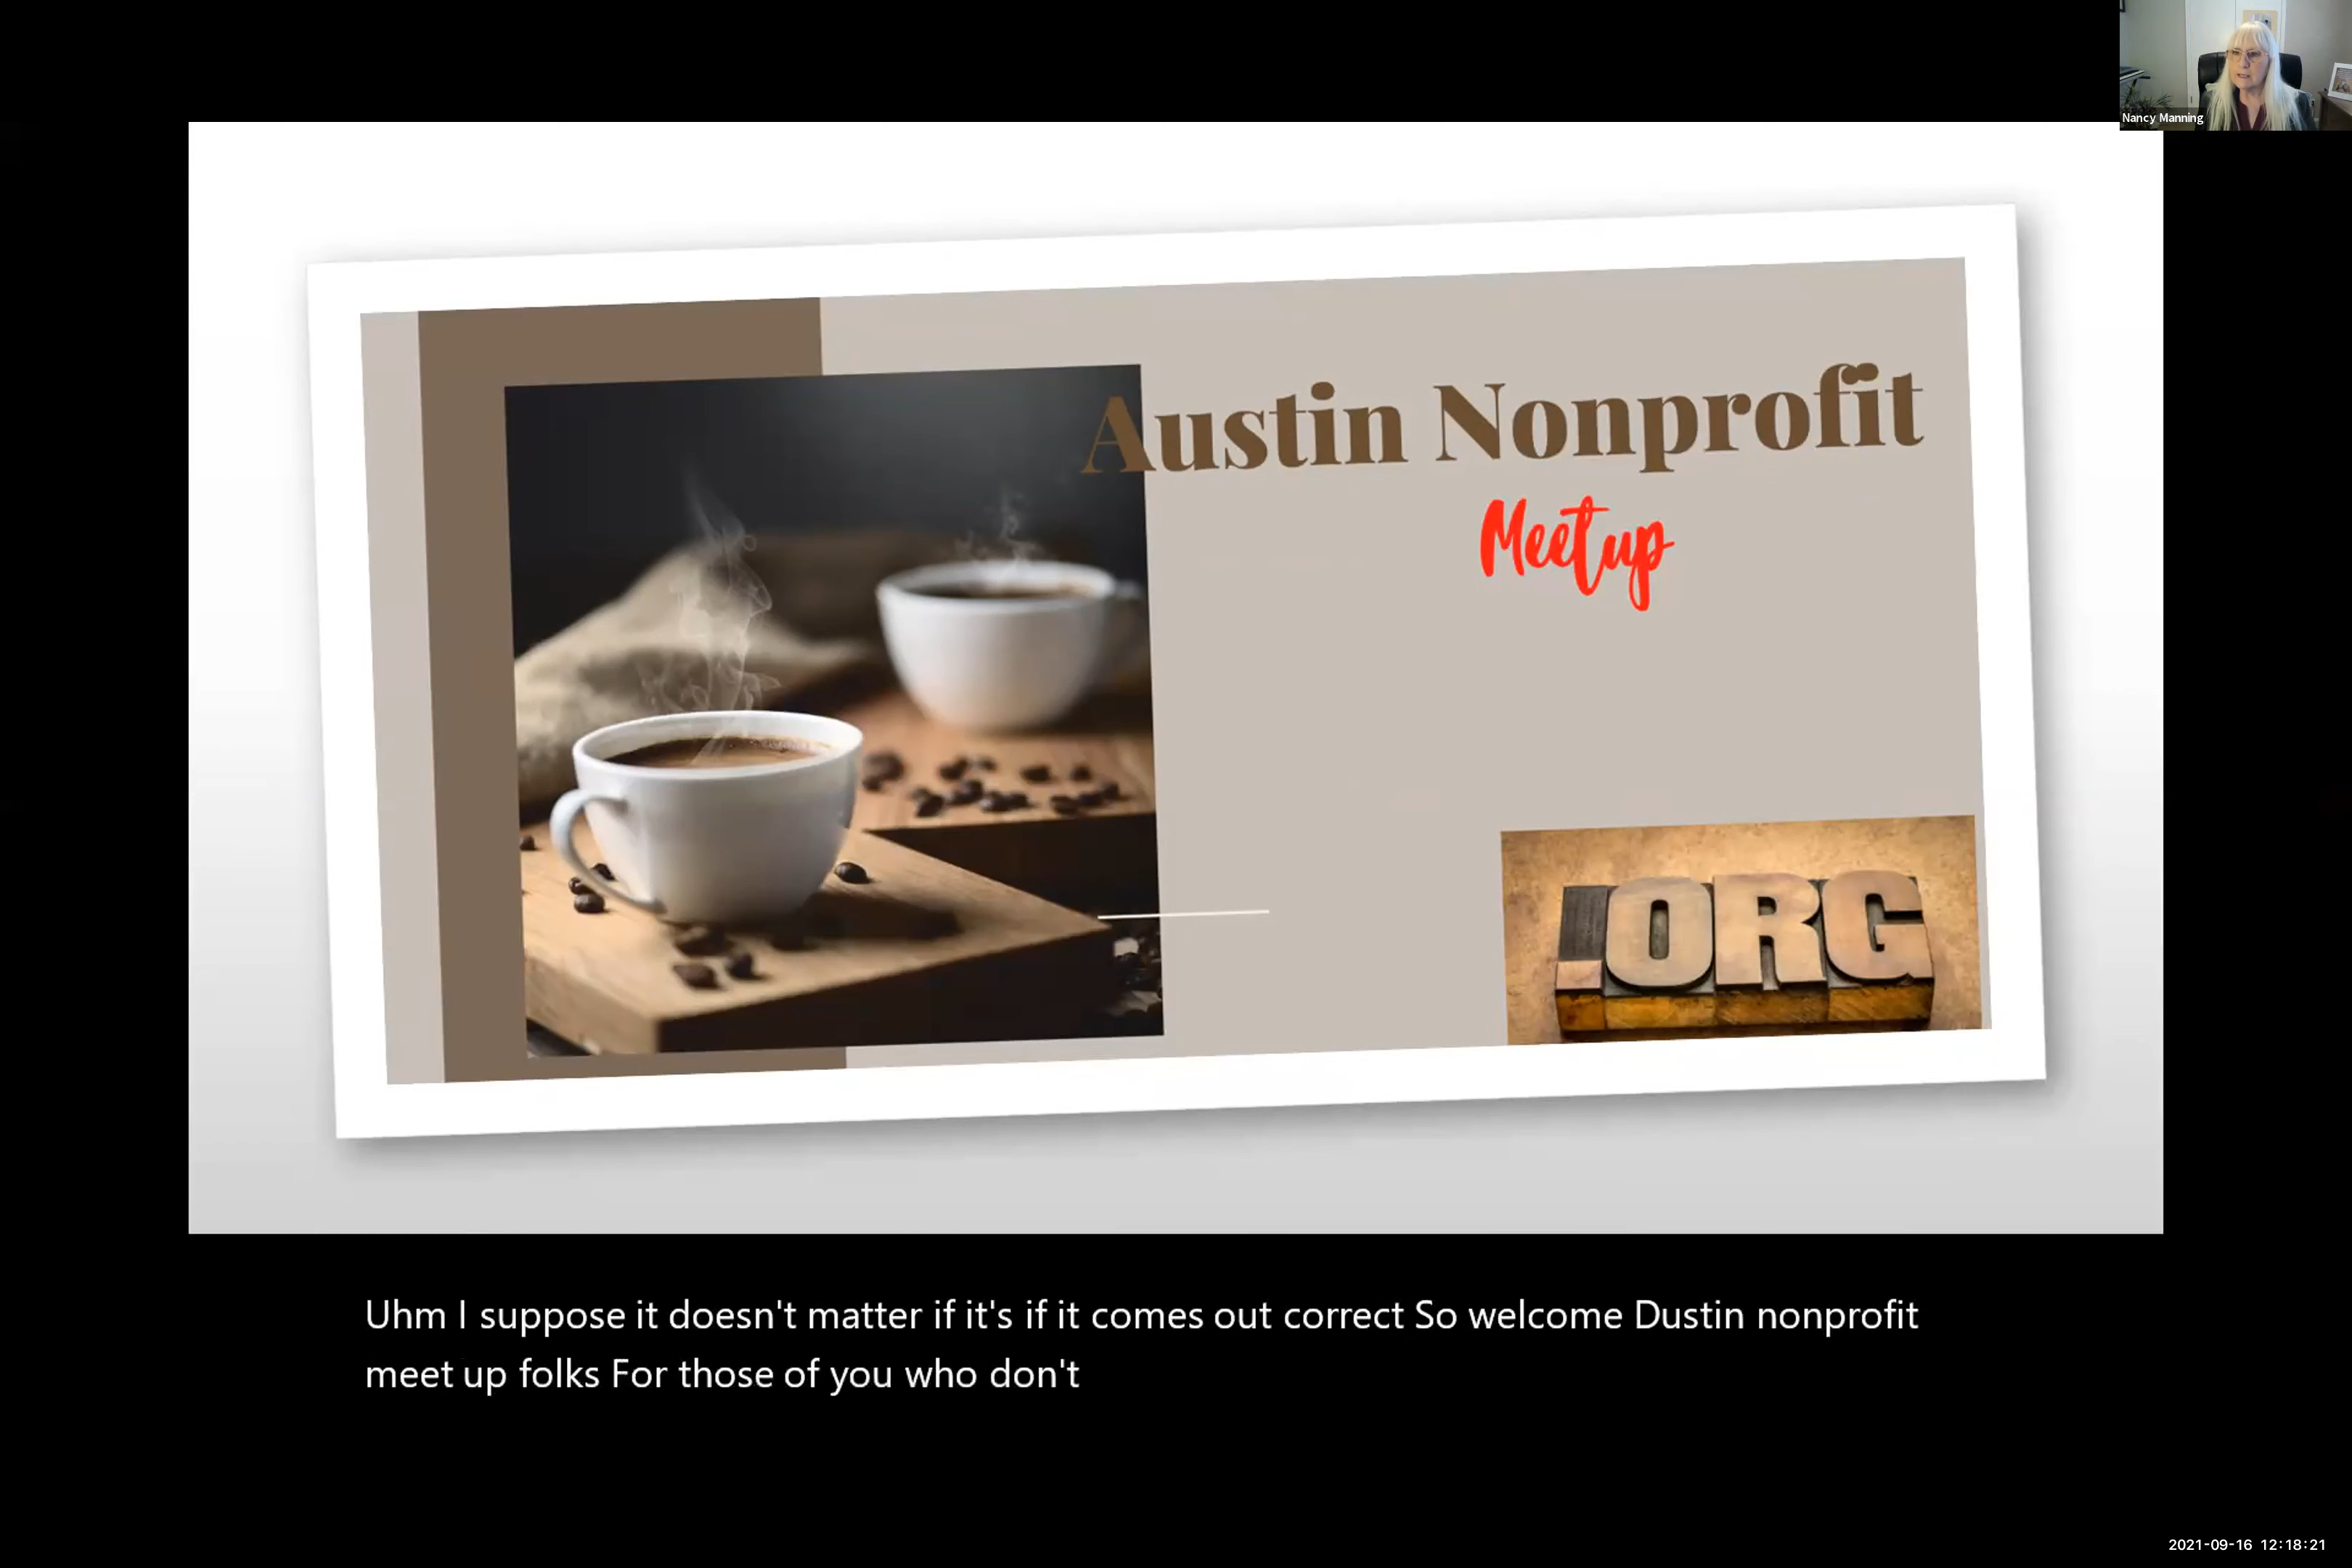 Nancy Manning
Austin Nonprofit
Meetup
.ORG
Uhm I suppose it doesn't matter if it's if it comes out correct So welcome Dustin nonprofit
meet up folks For those of you who don't
2021-09-16 12:18:21